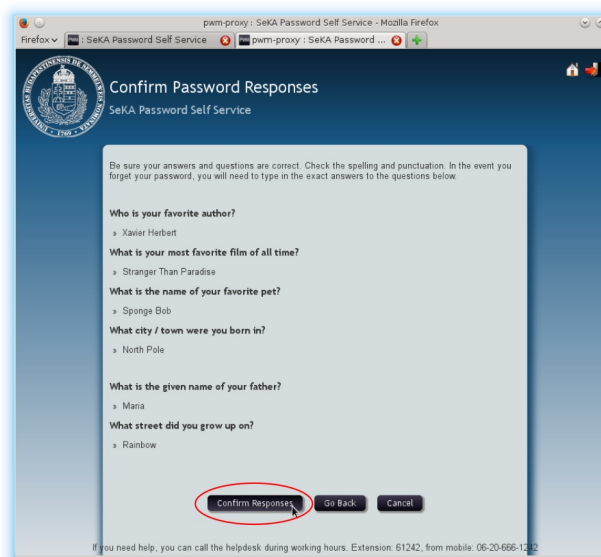 pwm-proxy : SeKA Password Self Service - Mozilla Firefox
Firefox
: SeKA Password Self Service
pwm-proxy : SeKA Password ...
Confirm Password Responses
SeKA Password Self Service
Be sure your answers and questions are correct. Check the spelling and punctuation. In the event you
forget your password, you will need to type in the exact answers to the questions below.
Who is your favorite author?
» Xavier Herbert
What is your most favorite film of all time?
» Stranger Than Paradise
What is the name of your favorite pet?
» Sponge Bob
What city / town were you born in?
» North Pole
What is the given name of your father?
» Maria
What street did you grow up on?
» Rainbow
Confirm Responses
Go Back
Cancel
If you need help, you can call the helpdesk during working hours. Extension: 61242, from mobile: 06-20-666-1242